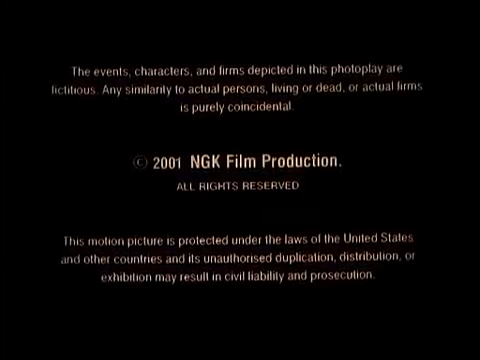 The events, characters, and firms depicted in this photoplay are
fictitious. Any similarity to actual persons, living or dead, or actual firms
is purely coincidental.
© 2001 NGK Film Production.
ALL RIGHTS RESERVED
This motion picture is protected under the laws of the United States
and other countries and its unauthorised duplication, distribution, or
exhibition may result in civil liability and prosecution.